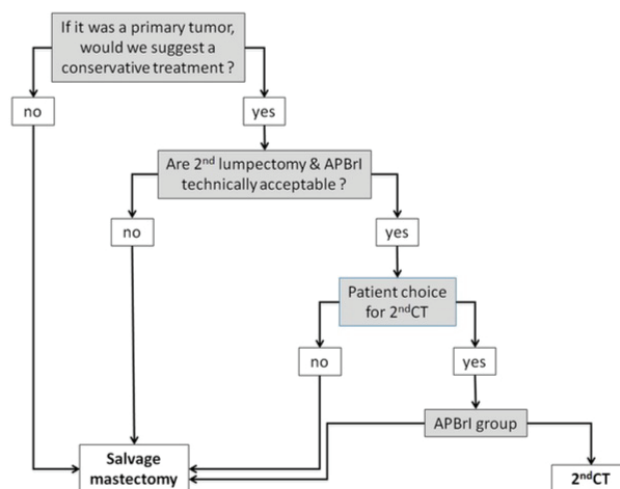 If it was a primary tumor,
would we suggest a
conservative treatment ?
no
yes
Are 2nd lumpectomy & APBrI
technically acceptable ?
no
yes
Patient choice
for 2ndCT
no
yes
APBrI group
Salvage
mastectomy
2ndCT